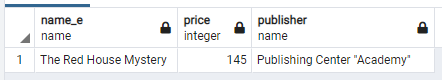 name_e price publisher
name integer name
1 The Red House Mystery 145 Publishing Center "Academy"